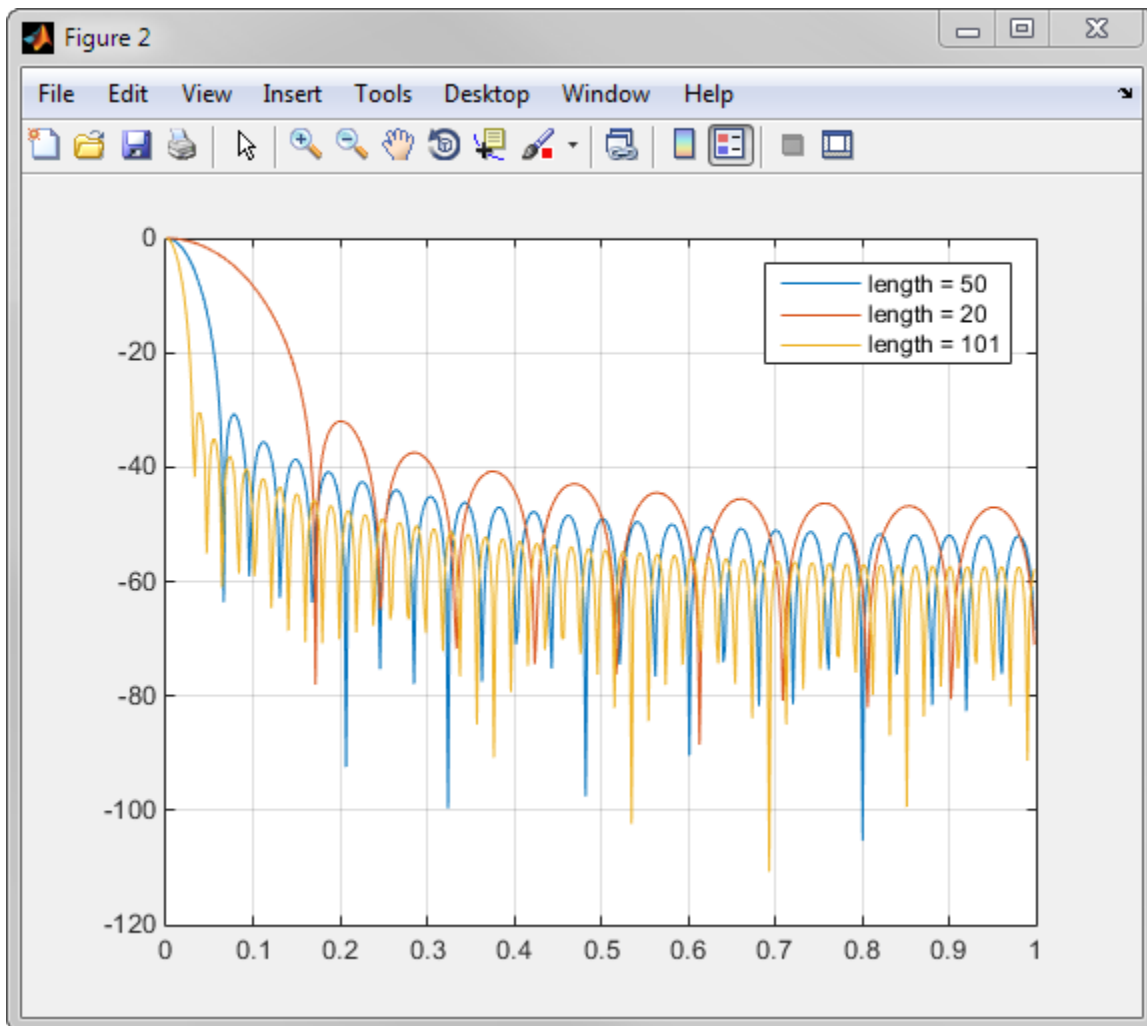 Figure 2
File Edit View Insert Tools Desktop Window Help
length = 50
length = 20
length = 101
0
-20
-40
-60
-80
-100
-120
0 0.1 0.2 0.3 0.4 0.5 0.6 0.7 0.8 0.9 1